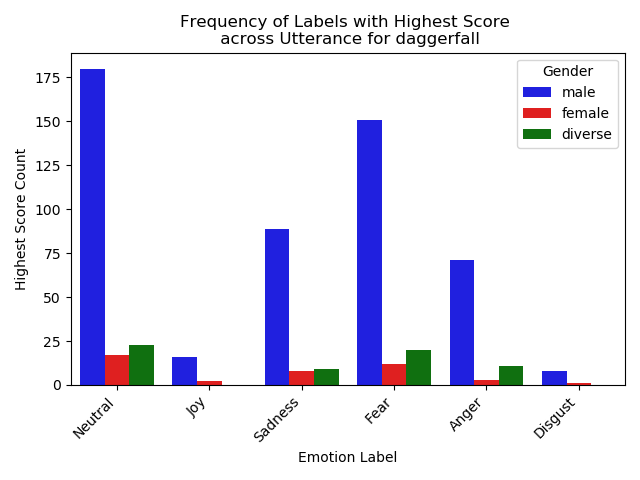 Frequency of Labels with Highest Score
across Utterance for daggerfall
Highest Score Count
175
150
125
100
75
50
25
0
Gender
male
female
diverse
Neutral
Joy
Sadness
Fear
Anger
Disgust
Emotion Label